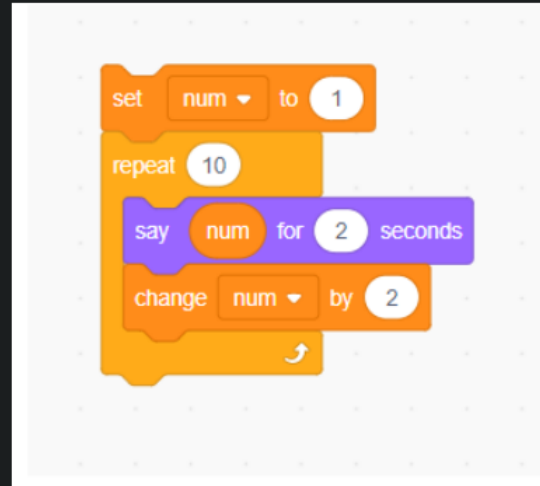 set num to 1
repeat 10
say num for 2 seconds
change num by 2